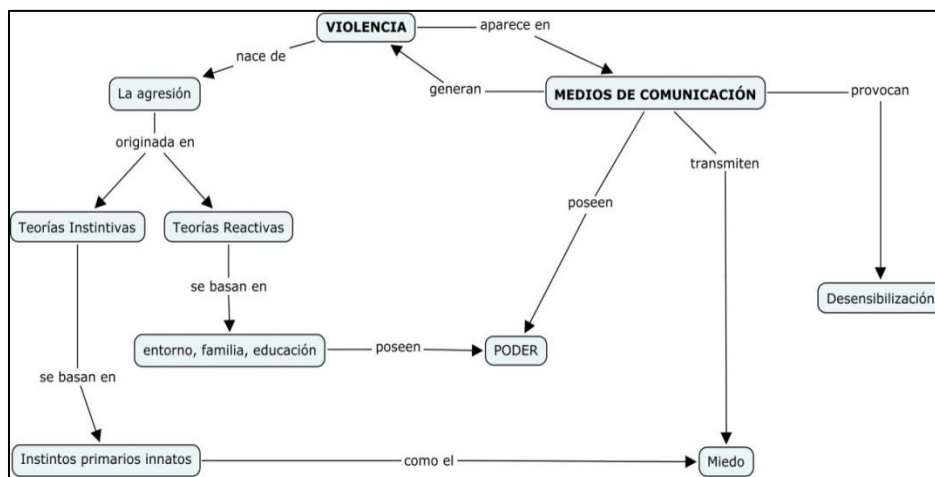 VIOLENCIA
aparece en
nace de
La agresión
generan
MEDIOS DE COMUNICACIÓN
provocan
originada en
transmiten
poseen
Teorías Instintivas
Teorías Reactivas
se basan en
Desensibilización
entorno, familia, educación
poseen
PODER
se basan en
Instintos primarios innatos
como el
Miedo